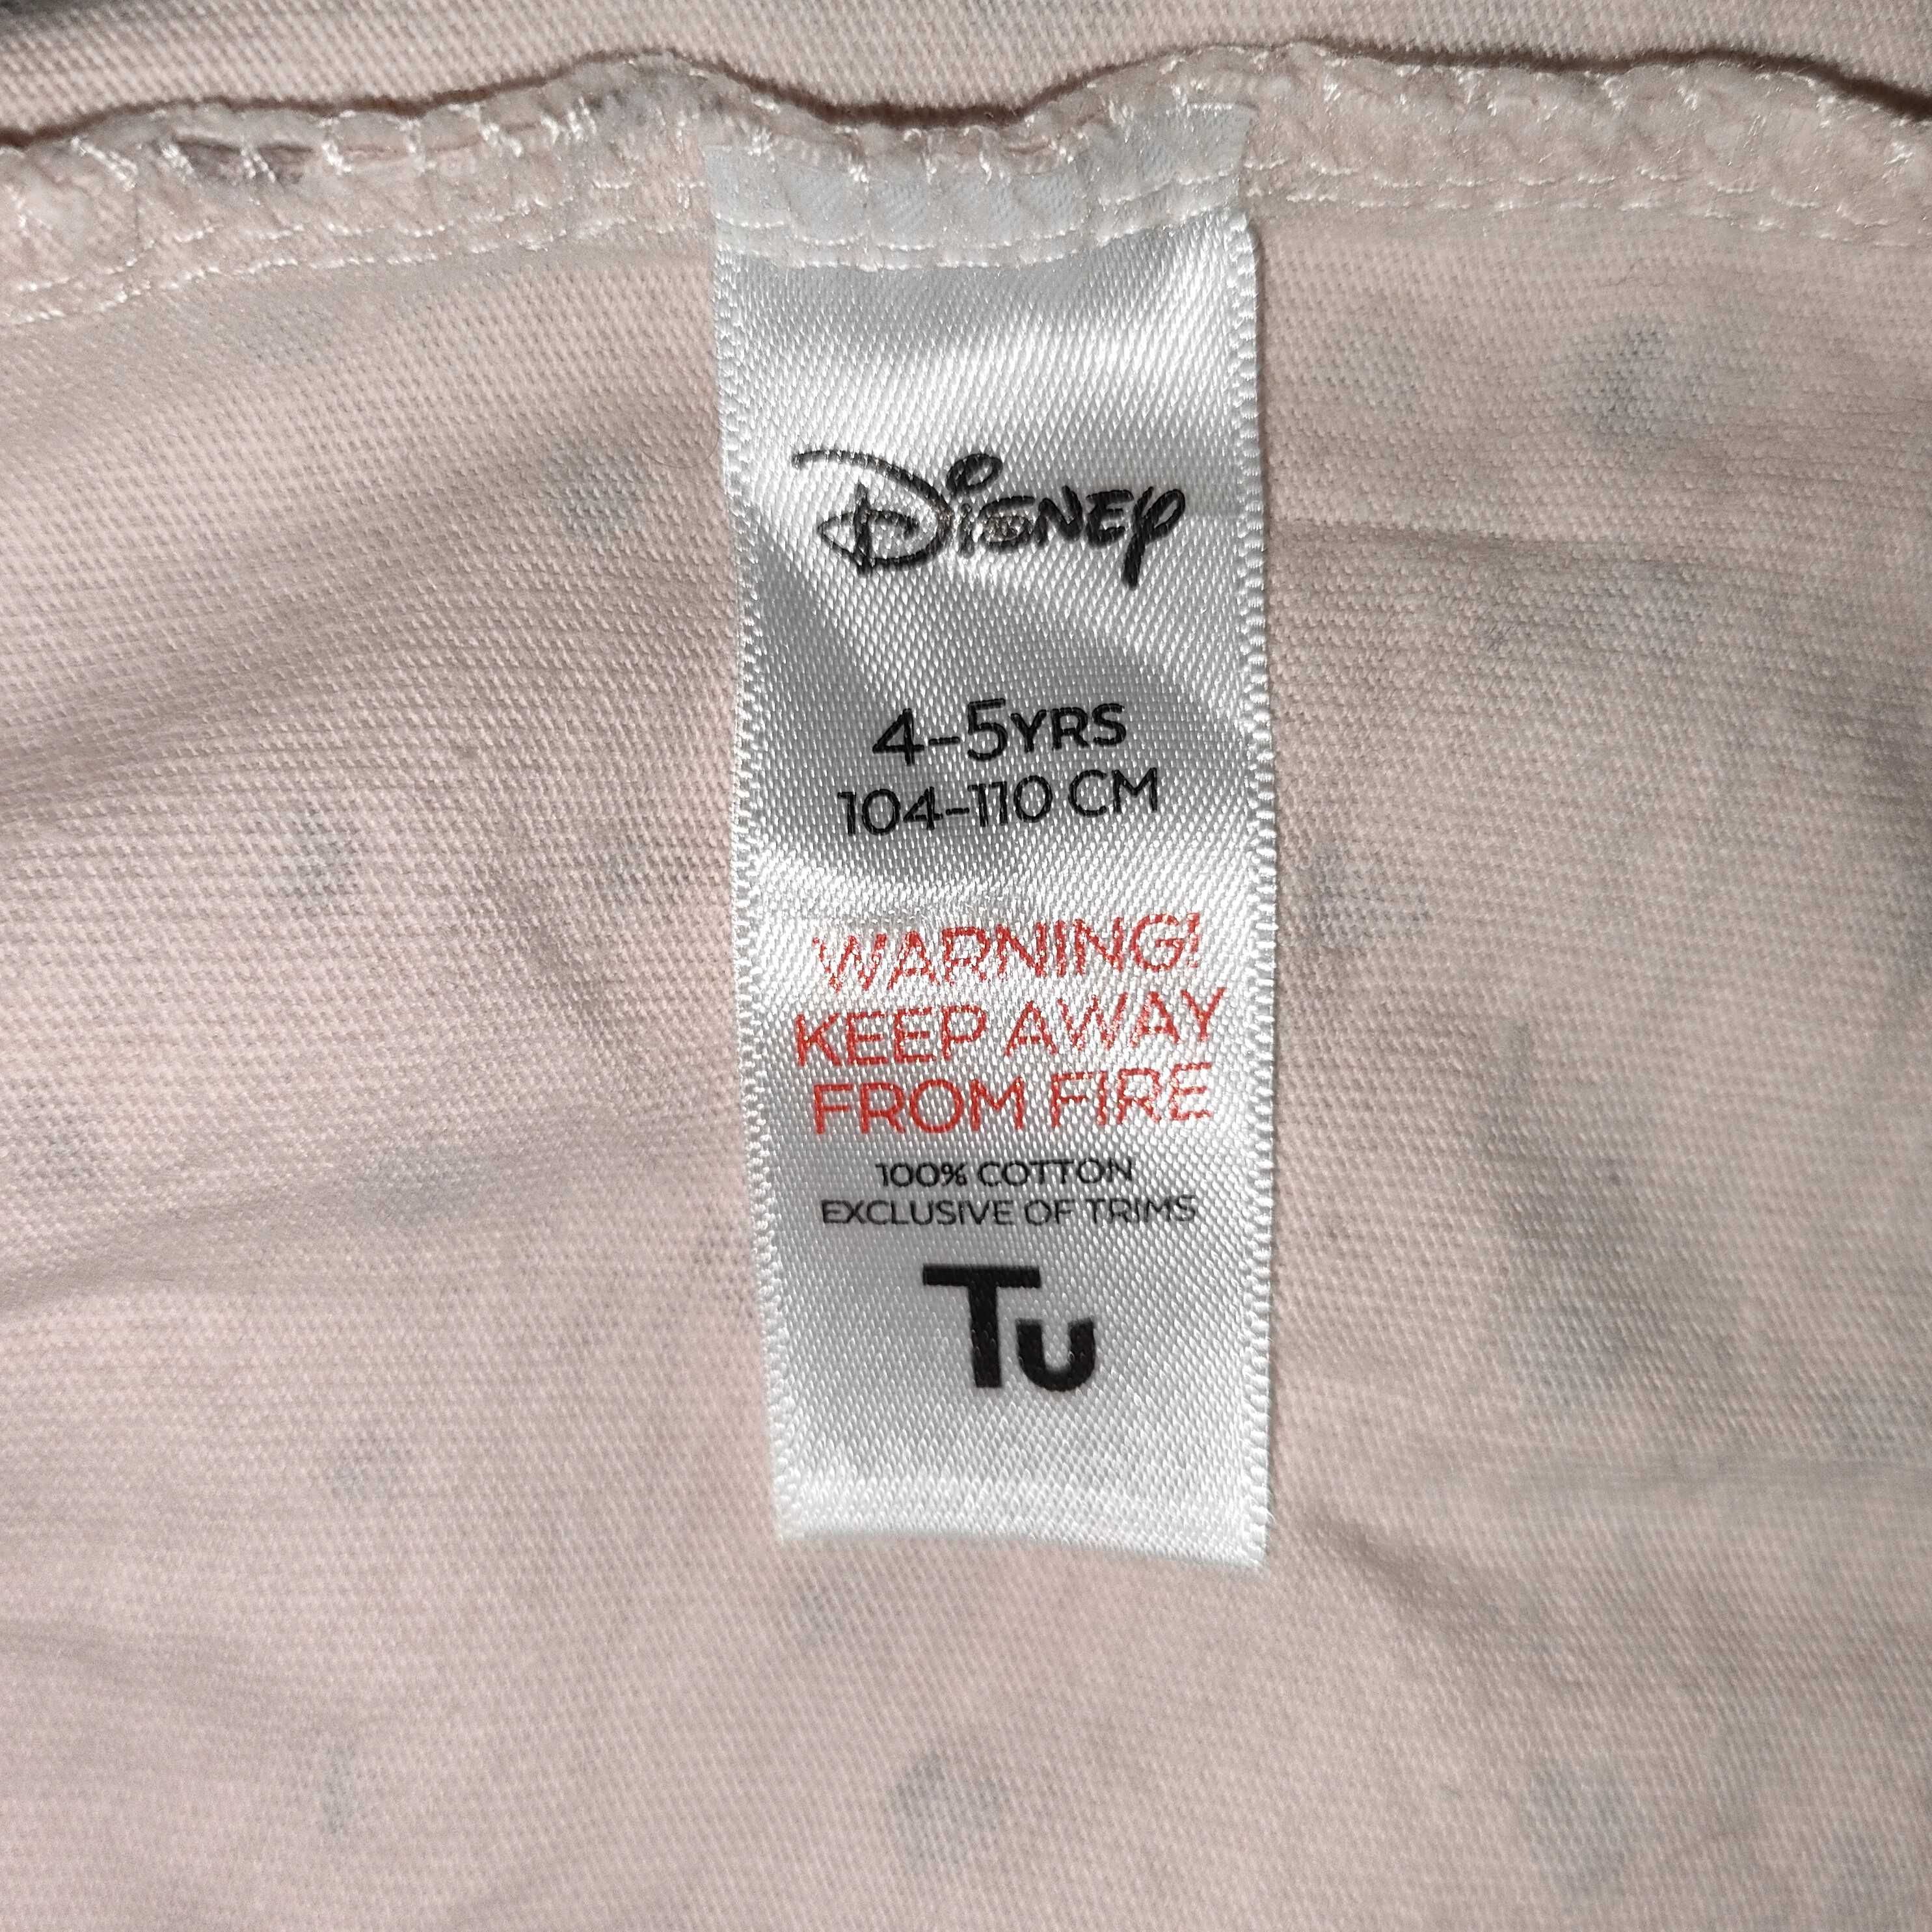 Disney
4-5YRS
104-110 CM
WARNING!
KEEP AWAY
FROM FIRE
100% COTTON
EXCLUSIVE OF TRIMS
Tu